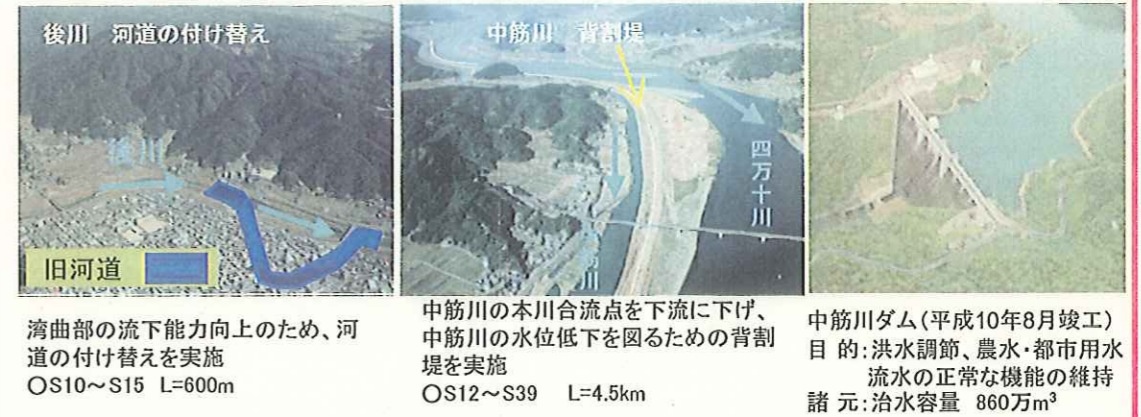 後川　河道の付け替え
後川
旧河道
湾曲部の流下能力向上のため、河
道の付け替えを実施
○S10～S15 L=600m
中筋川　背割堤
四万十川
中筋川の本川合流点を下流に下げ、
中筋川の水位低下を図るための背割
堤を実施
○S12～S39 L=4.5km
中筋川ダム(平成10年8月竣工)
目 的:洪水調節、農水・都市用水
流水の正常な機能の維持
諸 元:治水容量 860万m³